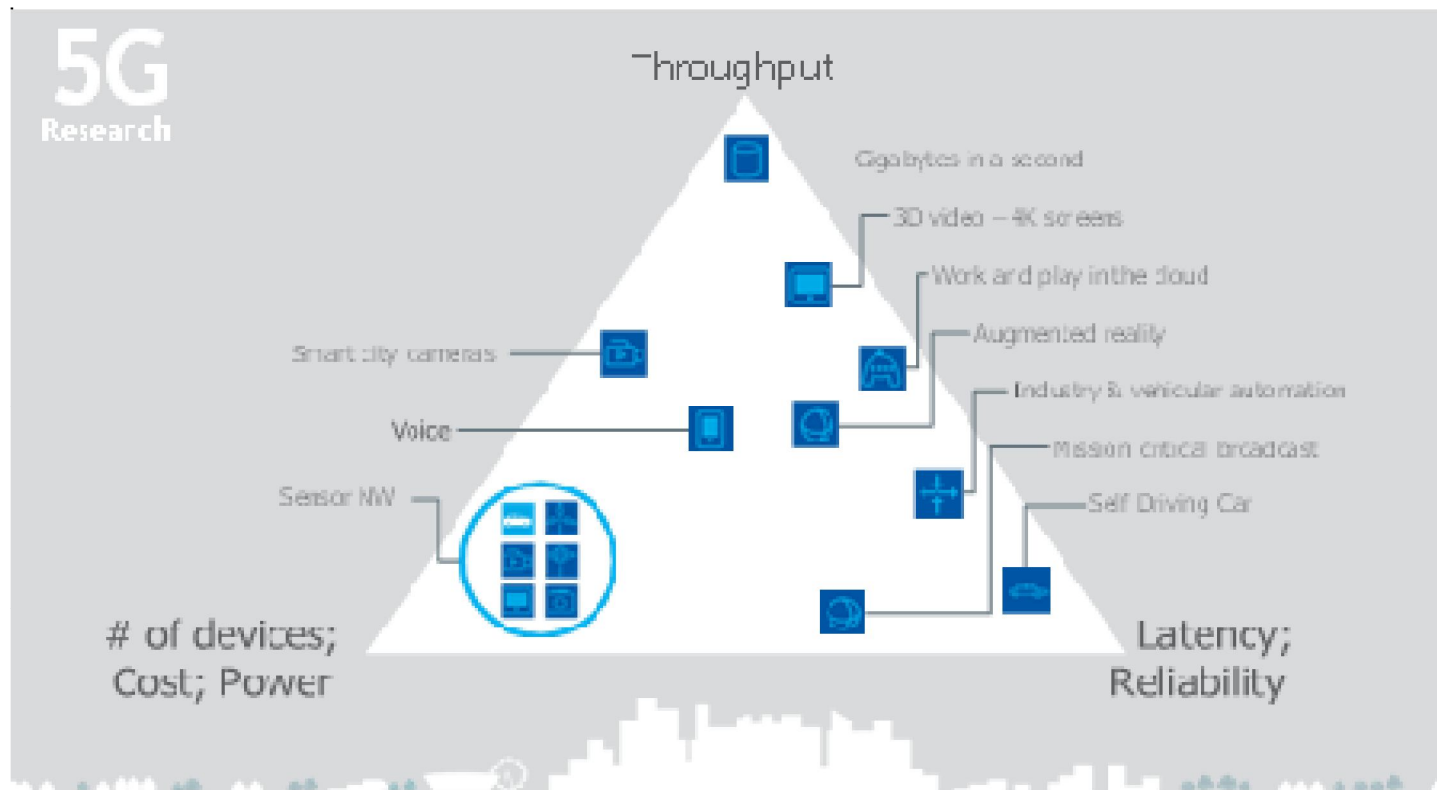 5G
Research
Throughput
Gigabytes in a second
3D video – 4K screens
Work and play in the cloud
Augmented reality
Smart city cameras
Industry & vehicular automation
Voice
Mission critical broadcast
Sensor NW
Self Driving Car
# of devices;
Cost; Power
Latency;
Reliability